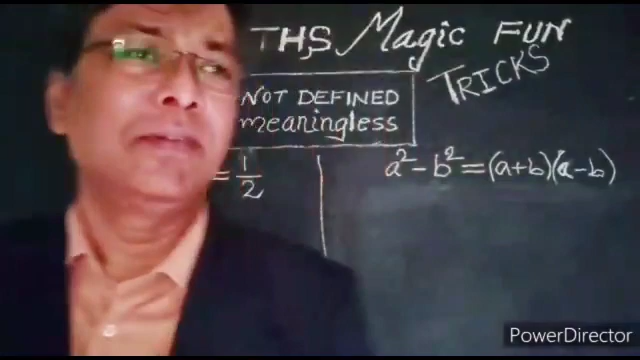 THS Magic FUN
TRICKS
NOT DEFINED
meaningless
= 1/2
a² - b² = (a+b)(a-b)
PowerDirector